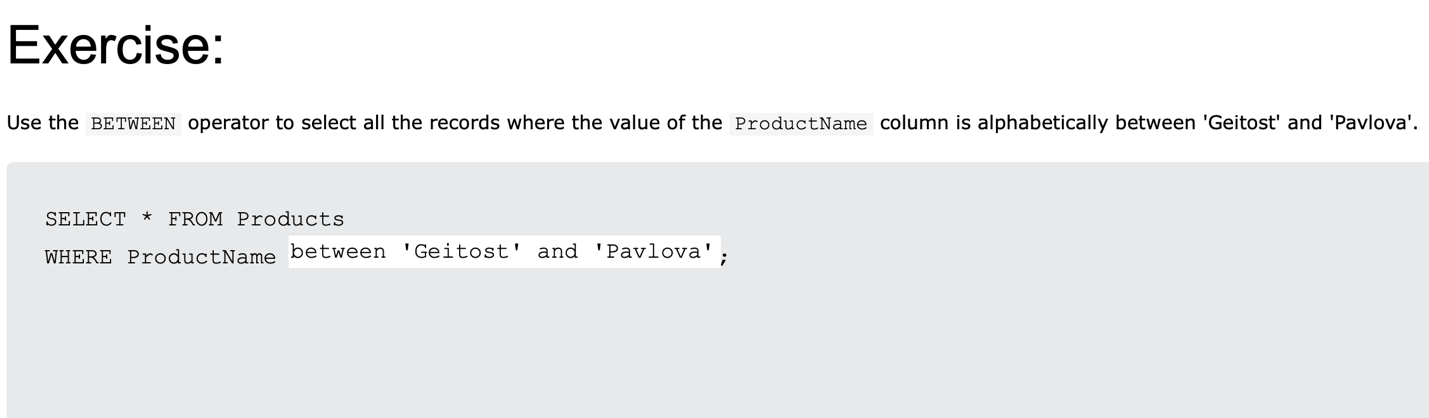 Exercise:
Use the BETWEEN operator to select all the records where the value of the ProductName column is alphabetically between 'Geitost' and 'Pavlova'.
SELECT * FROM Products
WHERE ProductName between 'Geitost' and 'Pavlova';